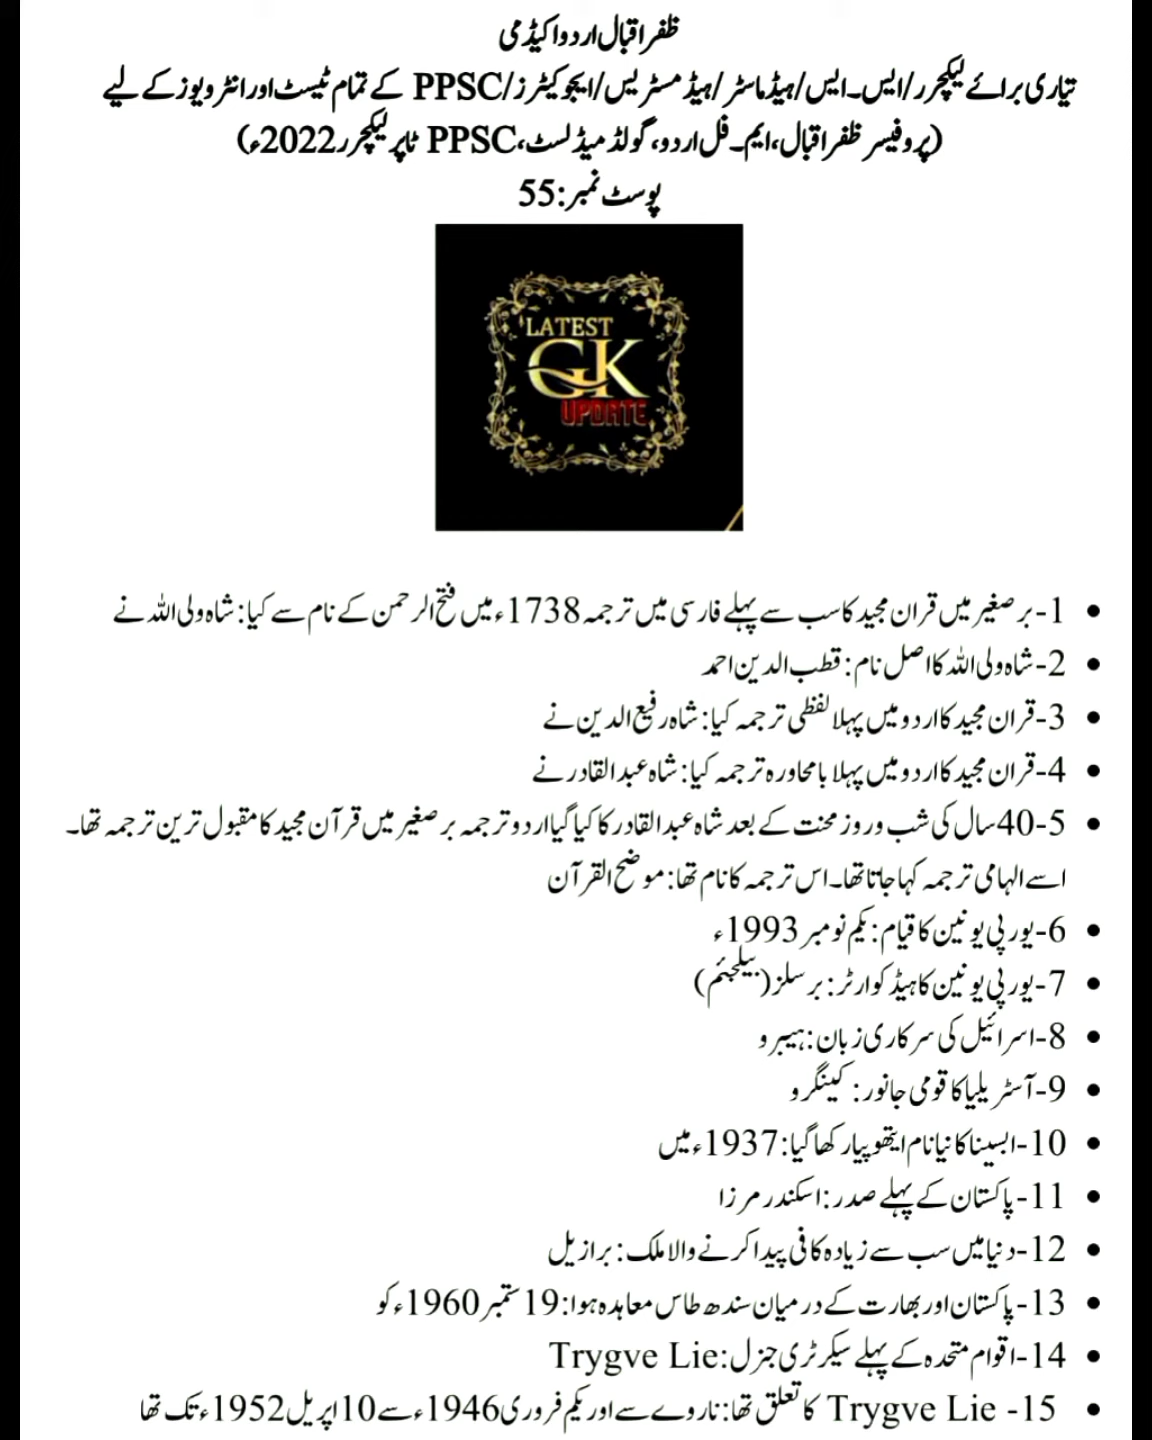 ظفر اقبال اردو اکیڈمی
تیاری برائے لیکچرر/ایس۔ایس/ہیڈ ماسٹر/ہیڈ مسٹریس/ایجوکیٹرز/PPSC کے تمام ٹیسٹ اور انٹرویوز کے لیے
(پروفیسر ظفر اقبال، ایم۔فل اردو، گولڈ میڈلسٹ، PPSC ٹاپر لیکچرر 2022ء)
پوسٹ نمبر:55
LATEST
GK
UPDATE
1-برصغیر میں قران مجید کا سب سے پہلے فارسی میں ترجمہ 1738ء میں فتح الرحمن کے نام سے کیا: شاہ ولی اللہ نے
2-شاہ ولی اللہ کا اصل نام: قطب الدین احمد
3-قران مجید کا اردو میں پہلا لفظی ترجمہ کیا: شاہ رفیع الدین نے
4-قران مجید کا اردو میں پہلا بامحاورہ ترجمہ کیا: شاہ عبدالقادر نے
5-40 سال کی شب و روز محنت کے بعد شاہ عبدالقادر کا کیا گیا اردو ترجمہ برصغیر میں قرآن مجید کا مقبول ترین ترجمہ تھا۔
اسے الہامی ترجمہ کہا جاتا تھا۔اس ترجمہ کا نام تھا: موضح القرآن
6-یورپی یونین کا قیام: یکم نومبر 1993ء
7-یورپی یونین کا ہیڈ کوارٹر: برسلز (بیلجئم)
8-اسرائیل کی سرکاری زبان: ہیبرو
9-آسٹریلیا کا قومی جانور: کینگرو
10-ابسینا کا نیا نام ایتھوپیا رکھا گیا: 1937ء میں
11-پاکستان کے پہلے صدر: اسکندر مرزا
12-دنیا میں سب سے زیادہ کافی پیدا کرنے والا ملک: برازیل
13-پاکستان اور بھارت کے درمیان سندھ طاس معاہدہ ہوا: 19 ستمبر 1960ء کو
14-اقوام متحدہ کے پہلے سیکرٹری جنرل: Trygve Lie
15- Trygve Lie کا تعلق تھا: ناروے سے اور یکم فروری 1946ء سے 10 اپریل 1952ء تک تھا